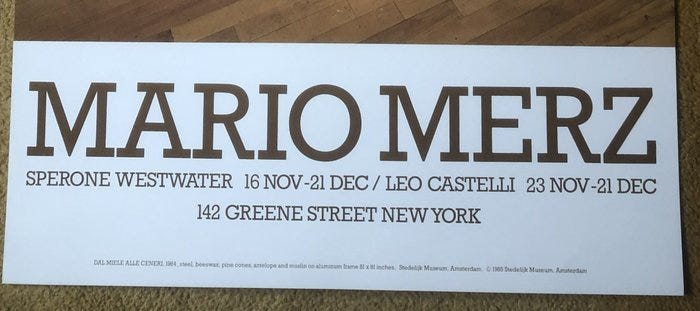 MARIO MERZ
SPERONE WESTWATER 16 NOV-21 DEC / LEO CASTELLI 23 NOV-21 DEC
142 GREENE STREET NEW YORK
DAL MIELE ALLE CENERI, 1984, steel, beeswax, pine cones, antelope and muslin on aluminum frame 81 x 81 inches. Stedelijk Museum, Amsterdam. © 1985 Stedelijk Museum, Amsterdam